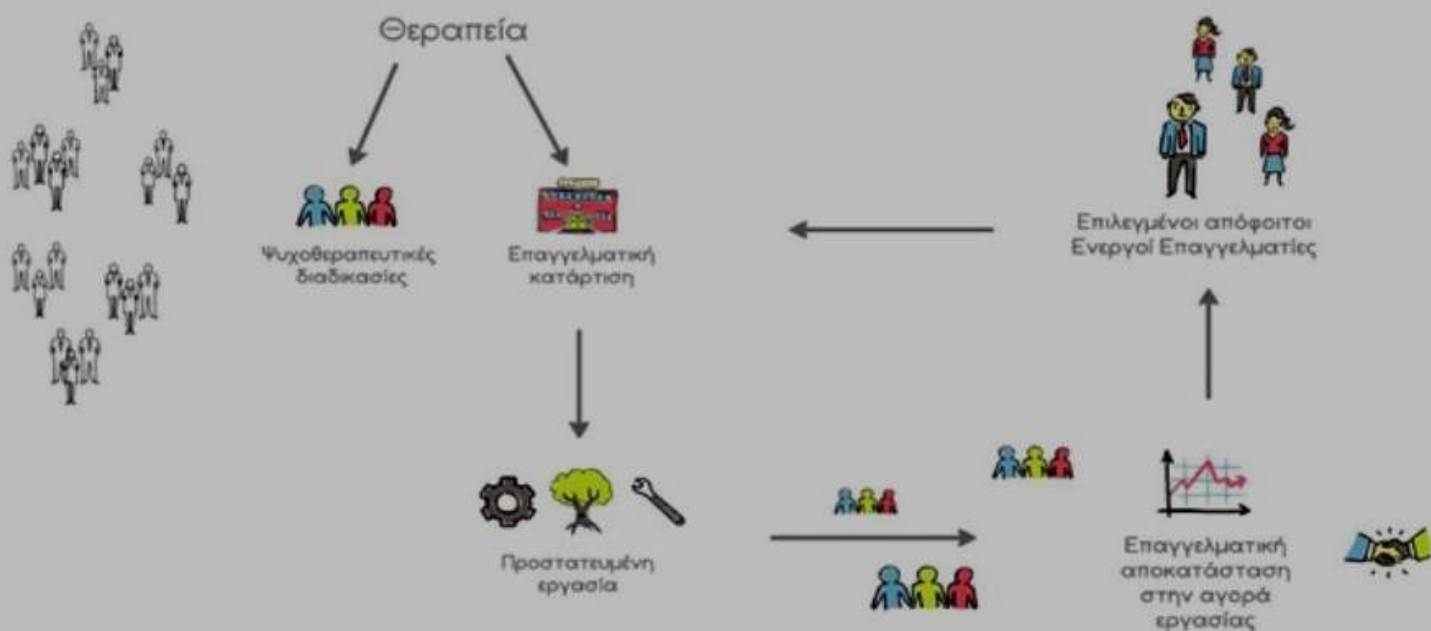 Θεραπεία
Ψυχοθεραπευτικές
διαδικασίες
Επαγγελματική
κατάρτιση
Επιλεγμένοι απόφοιτοι
Ενεργοί Επαγγελματίες
Προστατευμένη
εργασία
Επαγγελματική
αποκατάσταση
στην αγορά
εργασίας